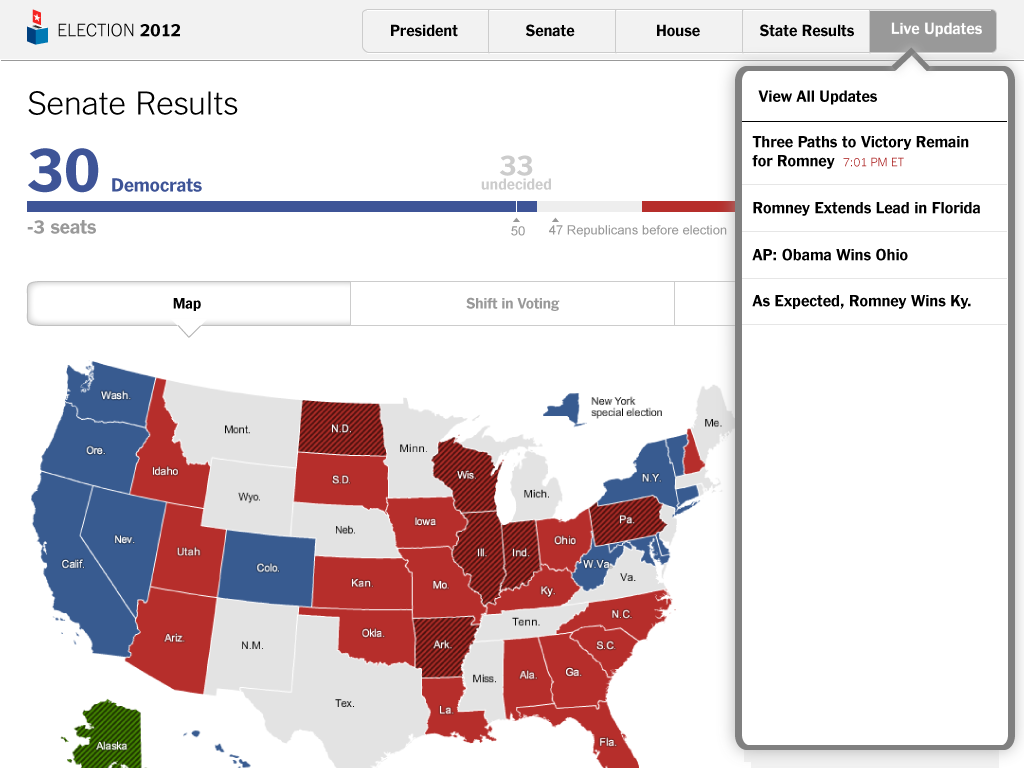 ELECTION 2012
President
Senate
House
State Results
Live Updates
View All Updates
Three Paths to Victory Remain
for Romney 7:01 PM ET
Romney Extends Lead in Florida
AP: Obama Wins Ohio
As Expected, Romney Wins Ky.
Senate Results
30 Democrats
33
undecided
-3 seats
50
47 Republicans before election
Map
Shift in Voting
New York
special election
Wash.
Mont.
N.D.
Minn.
Me.
Ore.
Idaho
S.D.
Wis.
Mich.
N.Y.
Wyo.
Iowa
Pa.
Nev.
Neb.
Ill.
Ind.
Ohio
Calif.
Utah
Colo.
Kan.
Mo.
Ky.
W.Va.
Va.
Ariz.
N.M.
Okla.
Ark.
Tenn.
N.C.
S.C.
Tex.
La.
Miss.
Ala.
Ga.
Alaska
Fla.